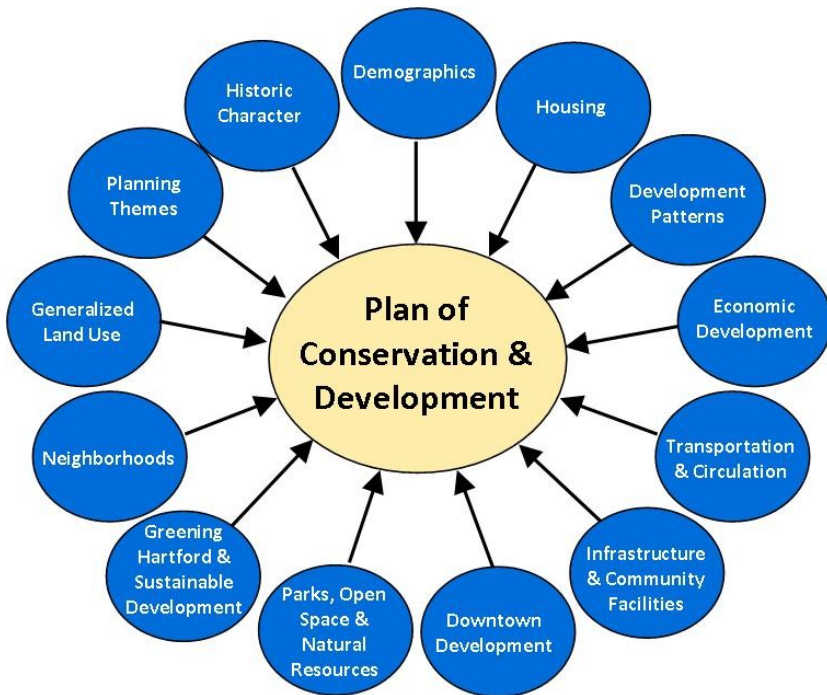 Demographics
Housing
Development
Patterns
Economic
Development
Transportation
& Circulation
Infrastructure
& Community
Facilities
Downtown
Development
Parks, Open
Space &
Natural
Resources
Greening
Hartford &
Sustainable
Development
Neighborhoods
Generalized
Land Use
Planning
Themes
Historic
Character
Plan of
Conservation &
Development